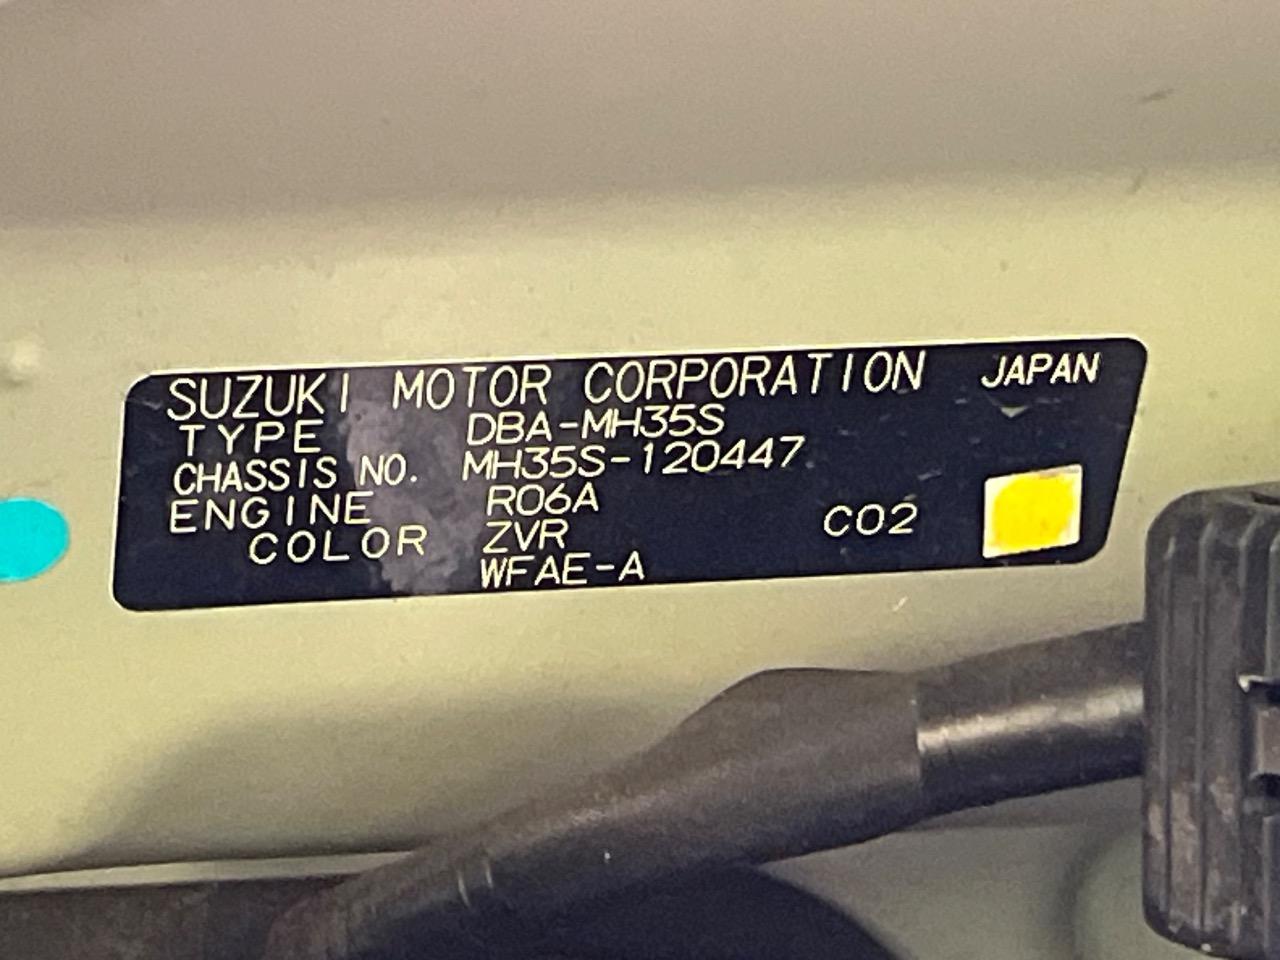 SUZUKI MOTOR CORPORATION JAPAN
TYPE DBA-MH35S
CHASSIS NO. MH35S-120447
ENGINE R06A
COLOR ZVR C02
WFAE-A